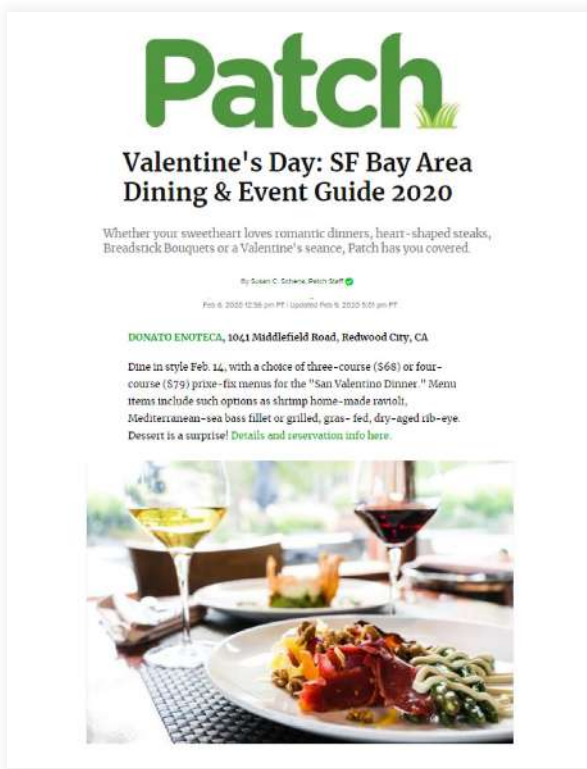 Patch
Valentine's Day: SF Bay Area
Dining & Event Guide 2020
Whether your sweetheart loves romantic dinners, heart-shaped steaks,
Breadstick Bouquets or a Valentine's seance, Patch has you covered.
By Susan C. Schena, Patch Staff
Feb 6, 2020 12:56 pm PT | Updated Feb 9, 2020 5:01 pm PT
DONATO ENOTECA, 1041 Middlefield Road, Redwood City, CA
Dine in style Feb. 14, with a choice of three-course ($68) or four-
course ($79) prixe-fix menus for the "San Valentino Dinner." Menu
items include such options as shrimp home-made ravioli,
Mediterranean-sea bass fillet or grilled, gras- fed, dry-aged rib-eye.
Dessert is a surprise! Details and reservation info here.